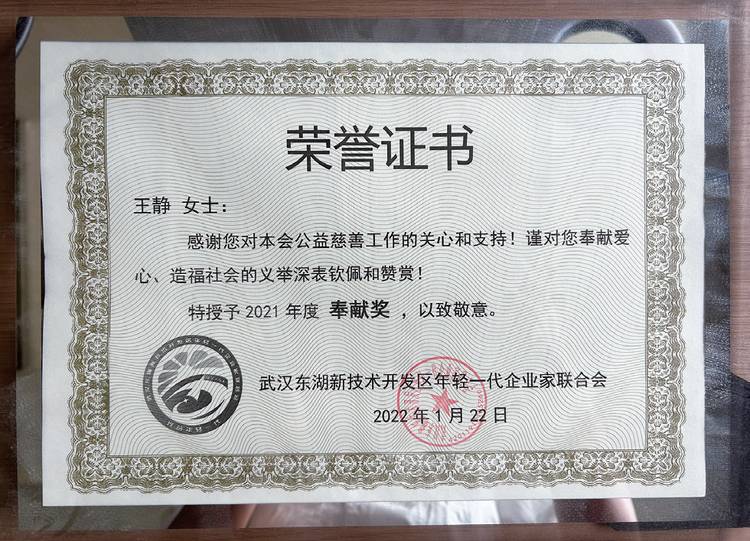 荣誉证书
王静 女士：
感谢您对本会公益慈善工作的关心和支持！谨对您奉献爱
心、造福社会的义举深表钦佩和赞赏！
特授予 2021 年度 奉献奖 ，以致敬意。
武汉东湖新技术开发区年轻一代企业家联合会
2022 年 1 月 22 日